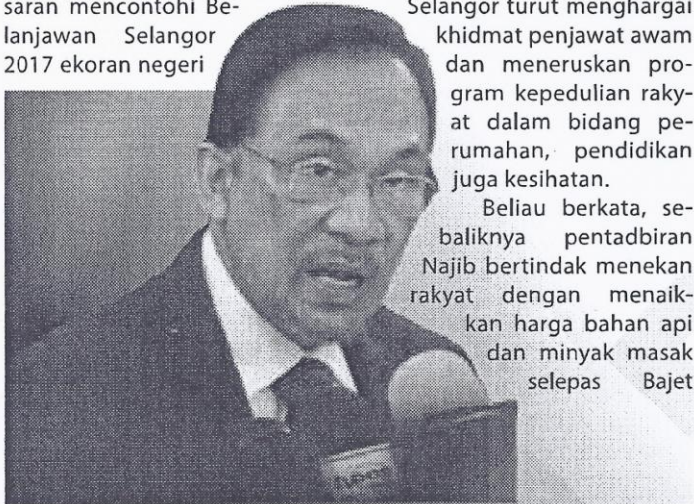 saran mencontohi Be-
lanjawan Selangor
2017 ekoran negeri
Selangor turut menghargai
khidmat penjawat awam
dan meneruskan pro-
gram kepedulian raky-
at dalam bidang pe-
rumahan, pendidikan
juga kesihatan.
Beliau berkata, se-
baliknya pentadbiran
Najib bertindak menekan
rakyat dengan menaik-
kan harga bahan api
dan minyak masak
selepas Bajet